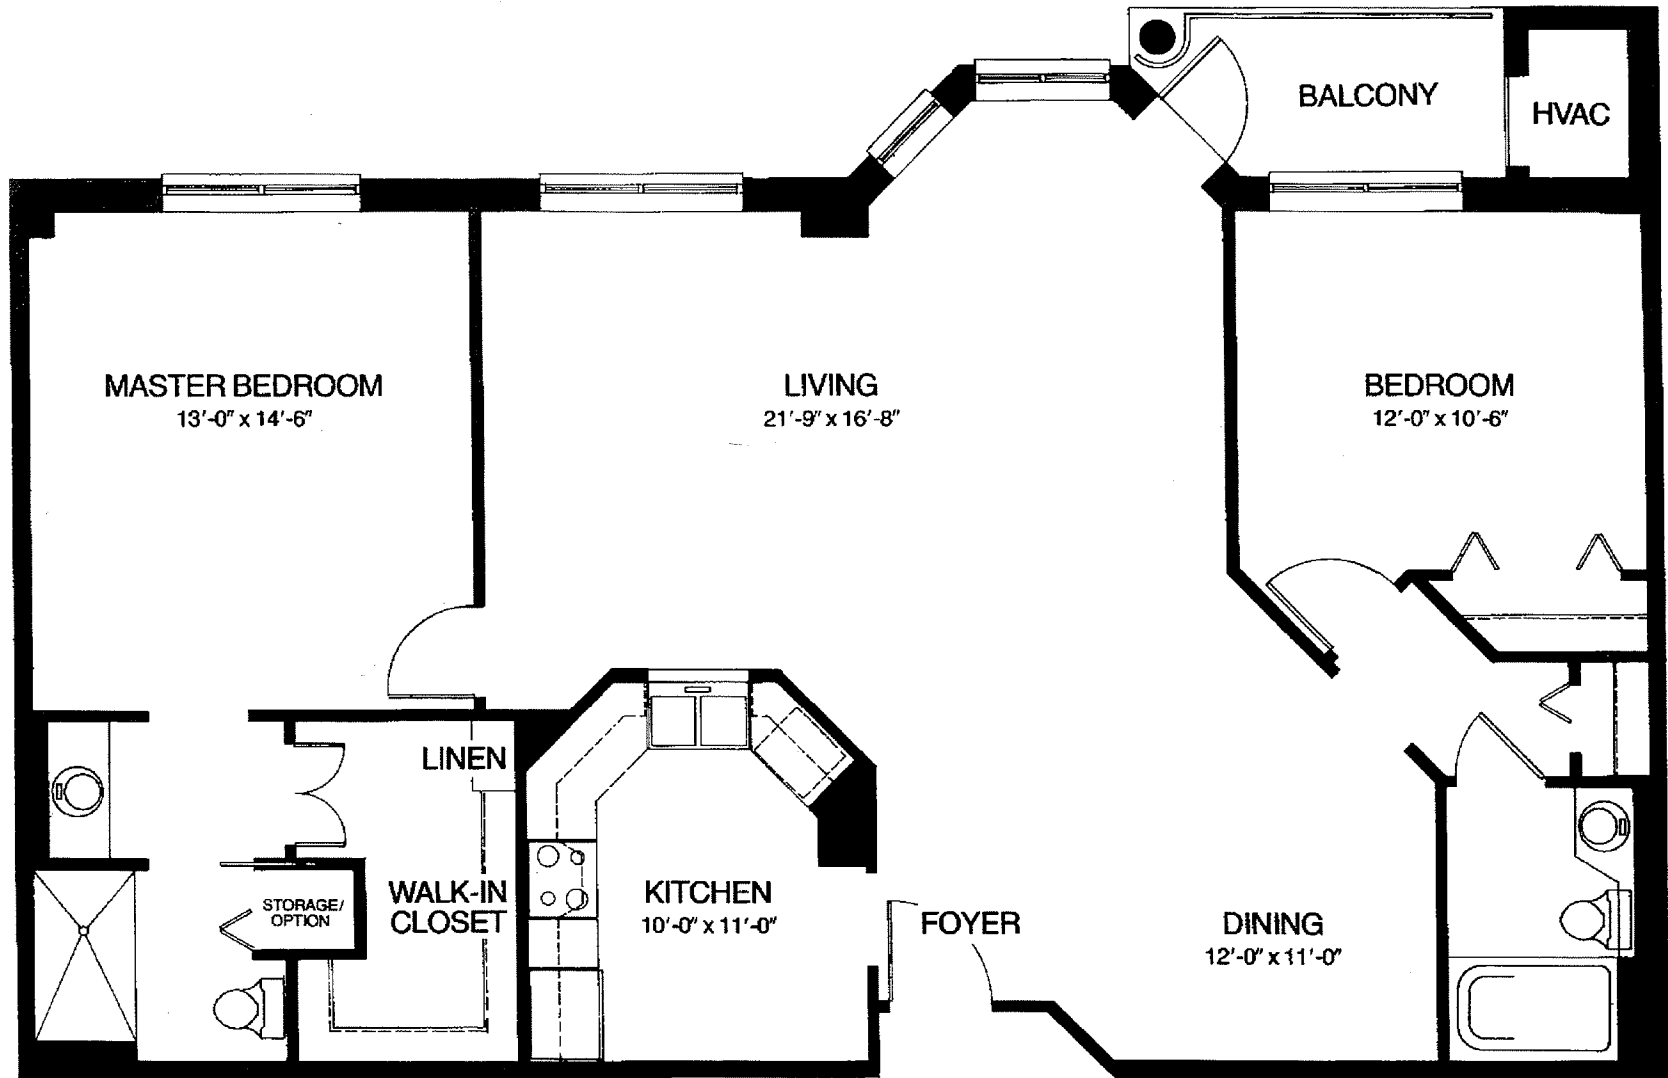 BALCONY
HVAC
MASTER BEDROOM
13'-0" x 14'-6"
LIVING
21'-9" x 16'-8"
BEDROOM
12'-0" x 10'-6"
LINEN
WALK-IN
CLOSET
STORAGE/
OPTION
KITCHEN
10'-0" x 11'-0"
FOYER
DINING
12'-0" x 11'-0"